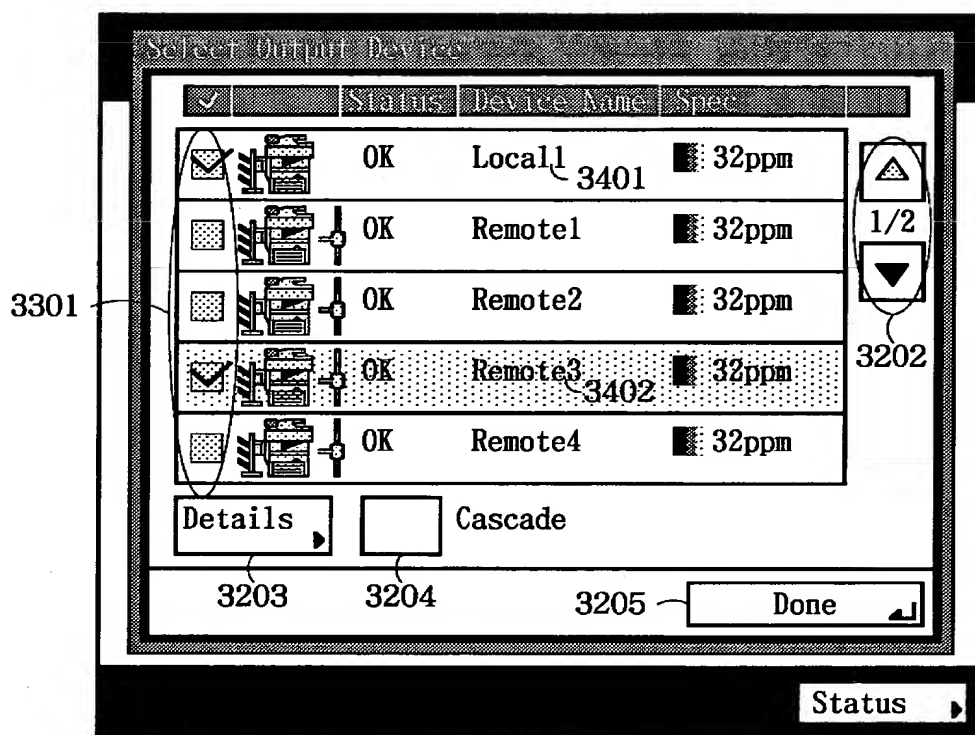 Select Output Device
Status Device Name Spec
OK Local1 3401 32ppm
OK Remote1 32ppm
1/2
OK Remote2 32ppm
3301
3202
OK Remote3 3402 32ppm
OK Remote4 32ppm
Details Cascade
3203 3204 3205 Done
Status